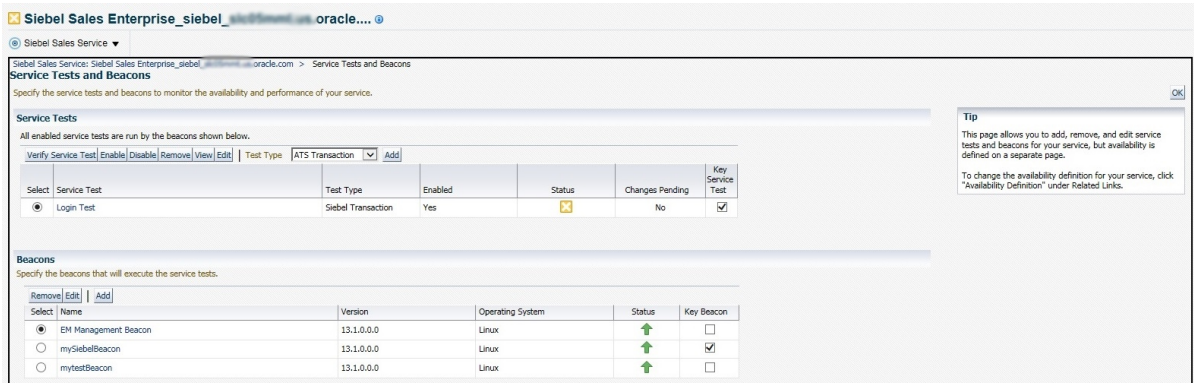 Siebel Sales Enterprise_siebel_ oracle....
Siebel Sales Service
Siebel Sales Service: Siebel Sales Enterprise_siebel_ oracle.com > Service Tests and Beacons
Service Tests and Beacons
Specify the service tests and beacons to monitor the availability and performance of your service.
OK
Service Tests
All enabled service tests are run by the beacons shown below.
Verify Service Test Enable Disable Remove View Edit | Test Type ATS Transaction Add
Select Service Test Test Type Enabled Status Changes Pending Key Service Test
Login Test Siebel Transaction Yes No
Tip
This page allows you to add, remove, and edit service
tests and beacons for your service, but availability is
defined on a separate page.
To change the availability definition for your service, click
"Availability Definition" under Related Links.
Beacons
Specify the beacons that will execute the service tests.
Remove Edit | Add
Select Name Version Operating System Status Key Beacon
EM Management Beacon 13.1.0.0.0 Linux
mySiebelBeacon 13.1.0.0.0 Linux
mytestBeacon 13.1.0.0.0 Linux